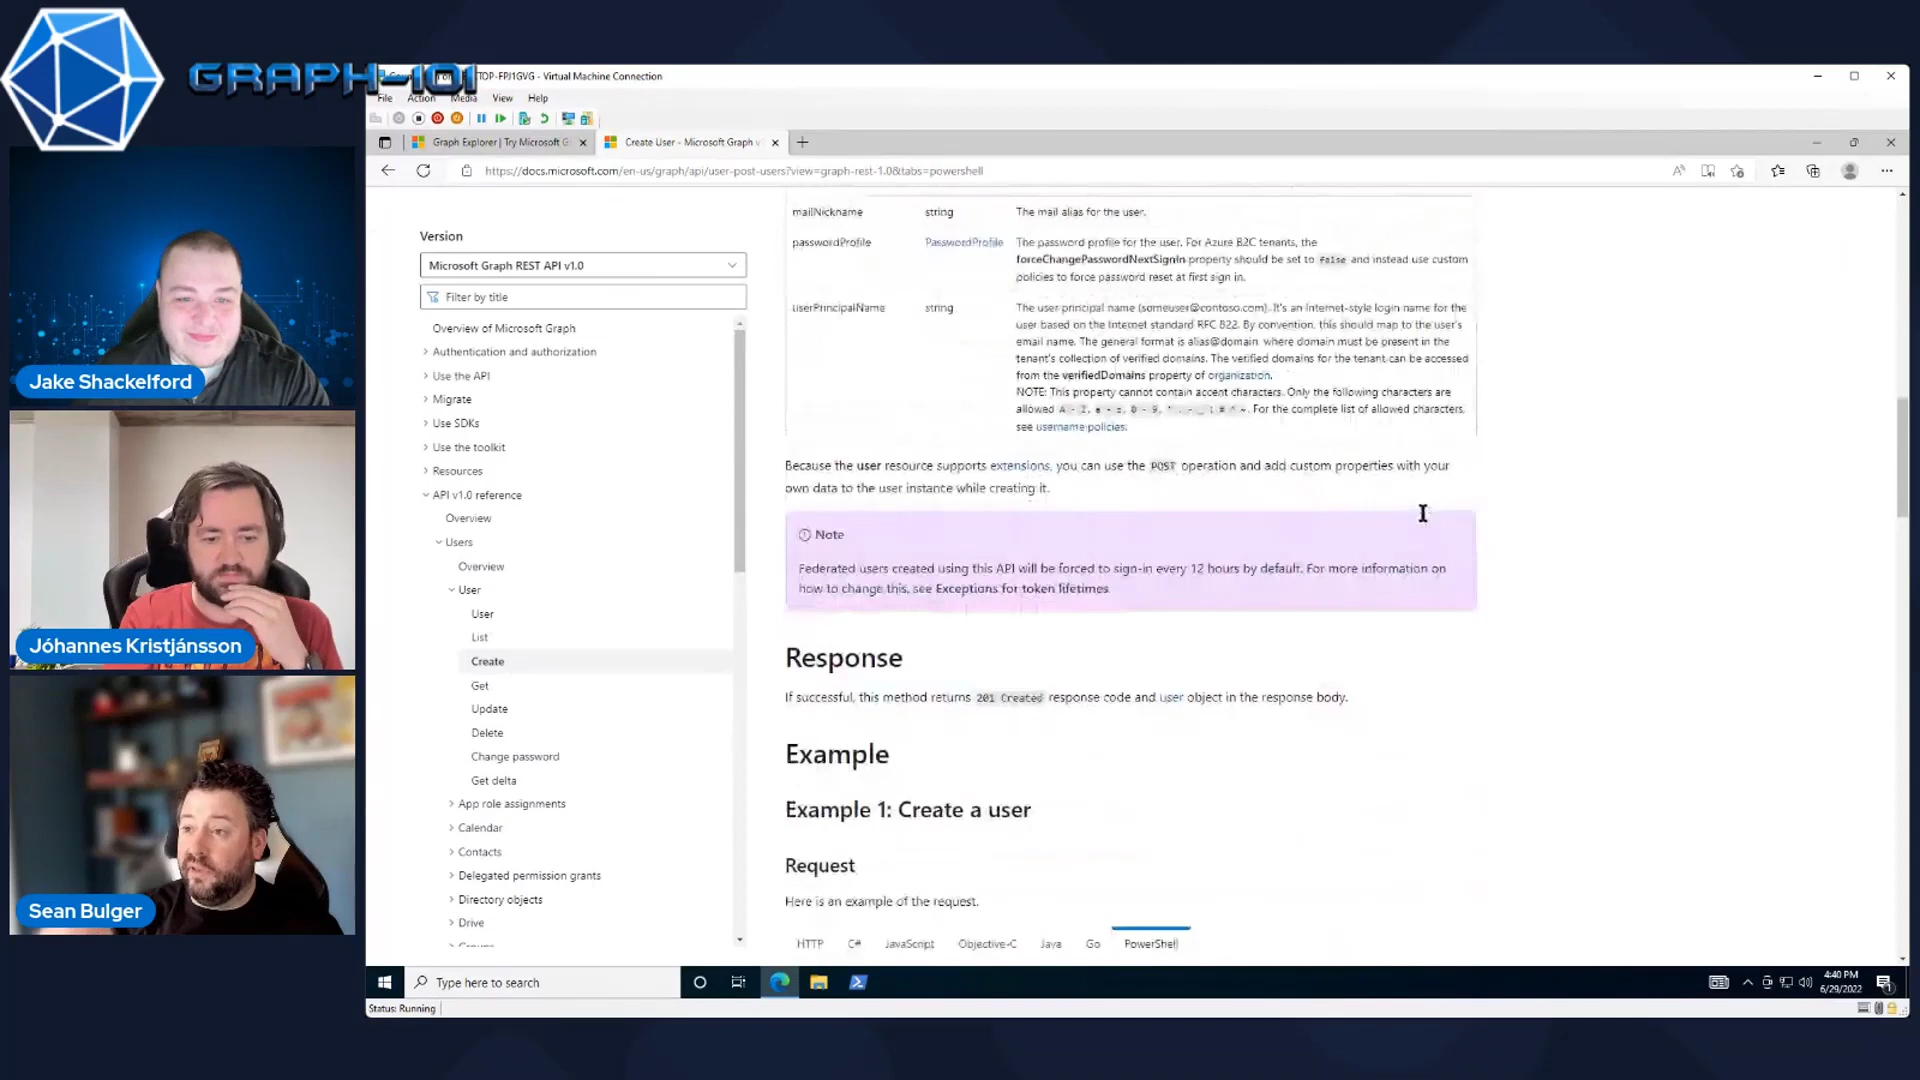 GRAPH-101
TOP-FPJ1GVG - Virtual Machine Connection
File Action Media View Help
Graph Explorer | Try Microsoft G
Create User - Microsoft Graph v
https://docs.microsoft.com/en-us/graph/api/user-post-users?view=graph-rest-1.0&tabs=powershell
Version
Microsoft Graph REST API v1.0
Filter by title
Overview of Microsoft Graph
Authentication and authorization
Use the API
Migrate
Use SDKs
Use the toolkit
Resources
API v1.0 reference
Overview
Users
Overview
User
User
List
Create
Get
Update
Delete
Change password
Get delta
App role assignments
Calendar
Contacts
Delegated permission grants
Directory objects
Drive
Groups
mailNickname string The mail alias for the user.
passwordProfile PasswordProfile The password profile for the user. For Azure B2C tenants, the
forceChangePasswordNextSignIn property should be set to false and instead use custom
policies to force password reset at first sign in.
userPrincipalName string The user principal name (someuser@contoso.com). It's an Internet-style login name for the
user based on the Internet standard RFC 822. By convention, this should map to the user's
email name. The general format is alias@domain, where domain must be present in the
tenant's collection of verified domains. The verified domains for the tenant can be accessed
from the verifiedDomains property of organization.
NOTE: This property cannot contain accent characters. Only the following characters are
allowed A - Z, a - z, 0 - 9, ' . - _ ! # ^ ~. For the complete list of allowed characters,
see username policies.
Because the user resource supports extensions, you can use the POST operation and add custom properties with your
own data to the user instance while creating it.
Note
Federated users created using this API will be forced to sign-in every 12 hours by default. For more information on
how to change this, see Exceptions for token lifetimes.
Response
If successful, this method returns 201 Created response code and user object in the response body.
Example
Example 1: Create a user
Request
Here is an example of the request.
HTTP C# JavaScript Objective-C Java Go PowerShell
Type here to search
4:40 PM
6/29/2022
1
Status: Running
Jake Shackelford
Jóhannes Kristjánsson
Sean Bulger